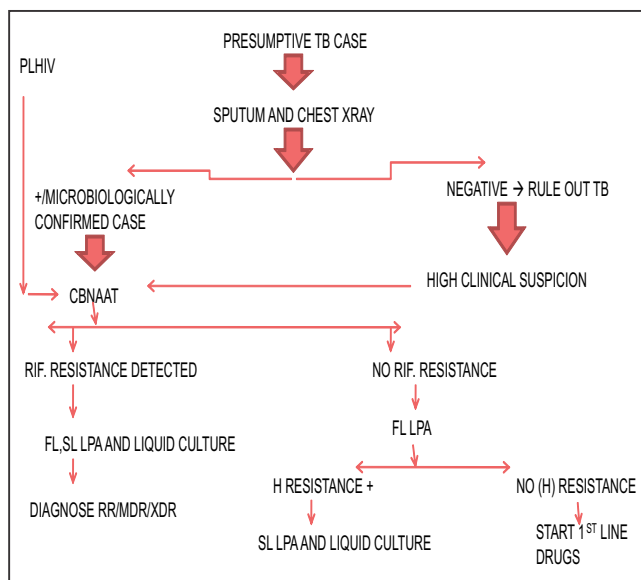 PRESUMPTIVE TB CASE
PLHIV
SPUTUM AND CHEST XRAY
+/MICROBIOLOGICALLY
CONFIRMED CASE
NEGATIVE → RULE OUT TB
HIGH CLINICAL SUSPICION
CBNAAT
RIF. RESISTANCE DETECTED
NO RIF. RESISTANCE
FL,SL LPA AND LIQUID CULTURE
FL LPA
DIAGNOSE RR/MDR/XDR
H RESISTANCE +
NO (H) RESISTANCE
SL LPA AND LIQUID CULTURE
START 1ST LINE
DRUGS